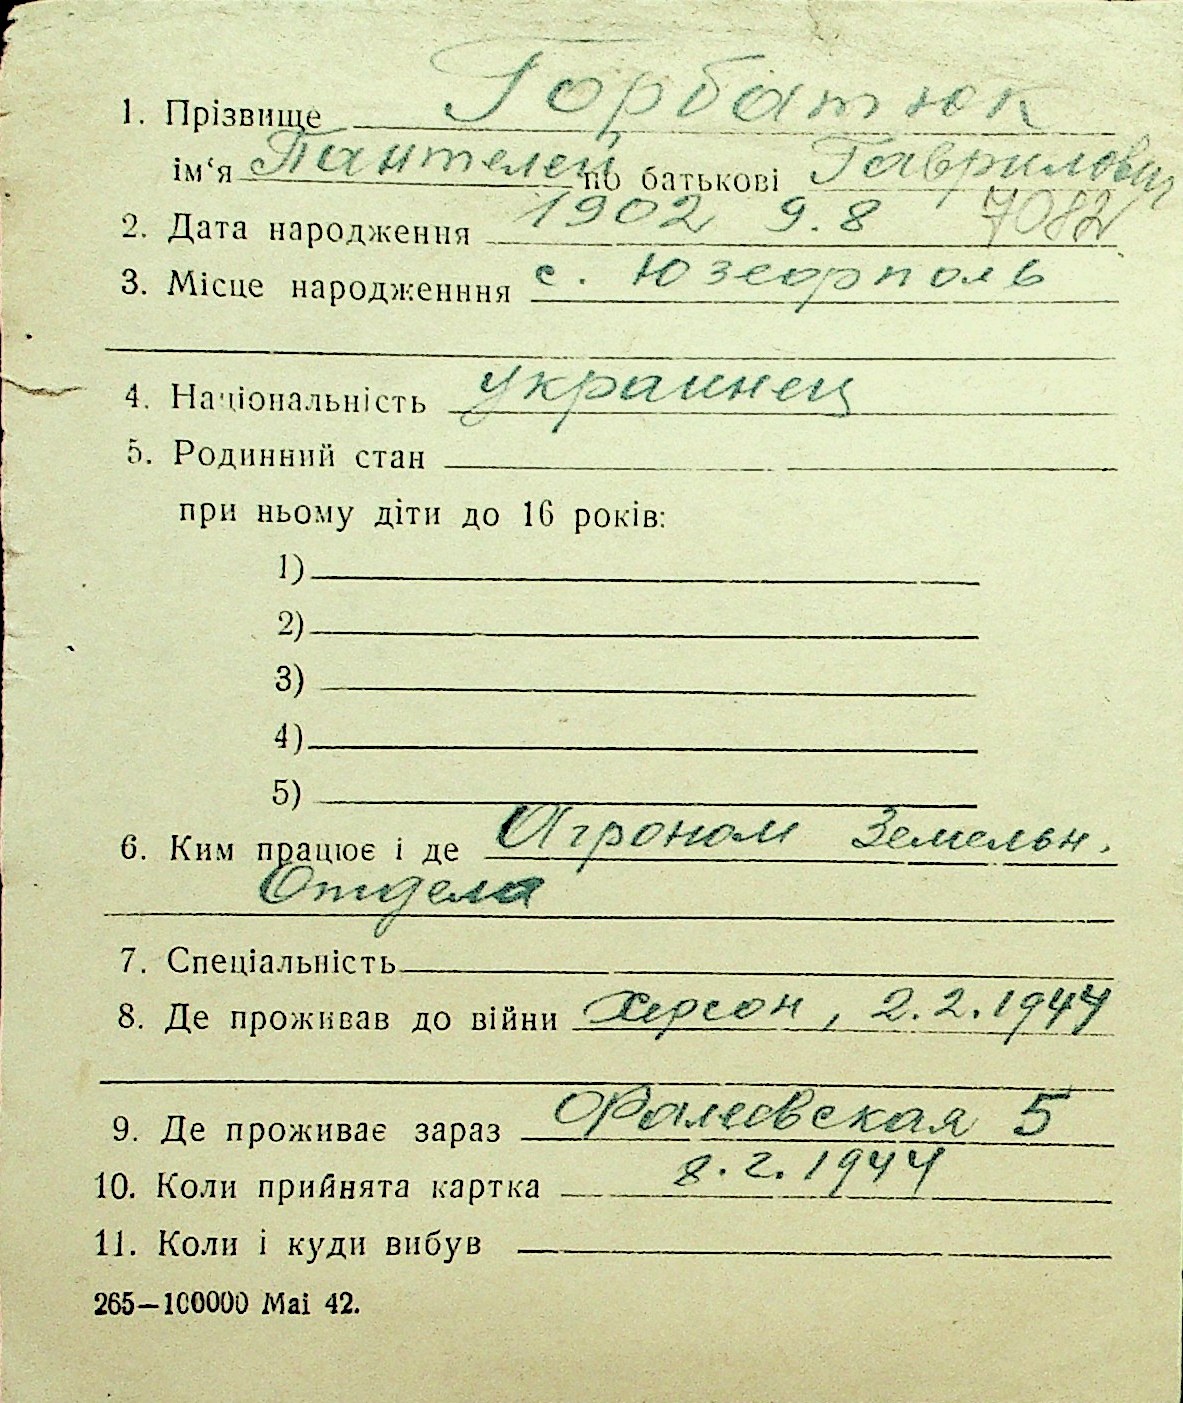 1. Прізвище Горбатюк
ім‘я Пантелей по батькові Гаврилович
2. Дата народження 1902 9.8 7082
3. Місце народженння с. Юзеорполь
4. Національність украинец
5. Родинний стан
при ньому діти до 16 років:
1)
2)
3)
4)
5)
6. Ким працює і де Агроном Земельн.
Отдела
7. Спеціальність
8. Де проживав до війни Херсон, 2.2.1944
9. Де проживає зараз Фалеевская 5
10. Коли прийнята картка 8.2.1944
11. Коли і куди вибув
265—100000 Mai 42.